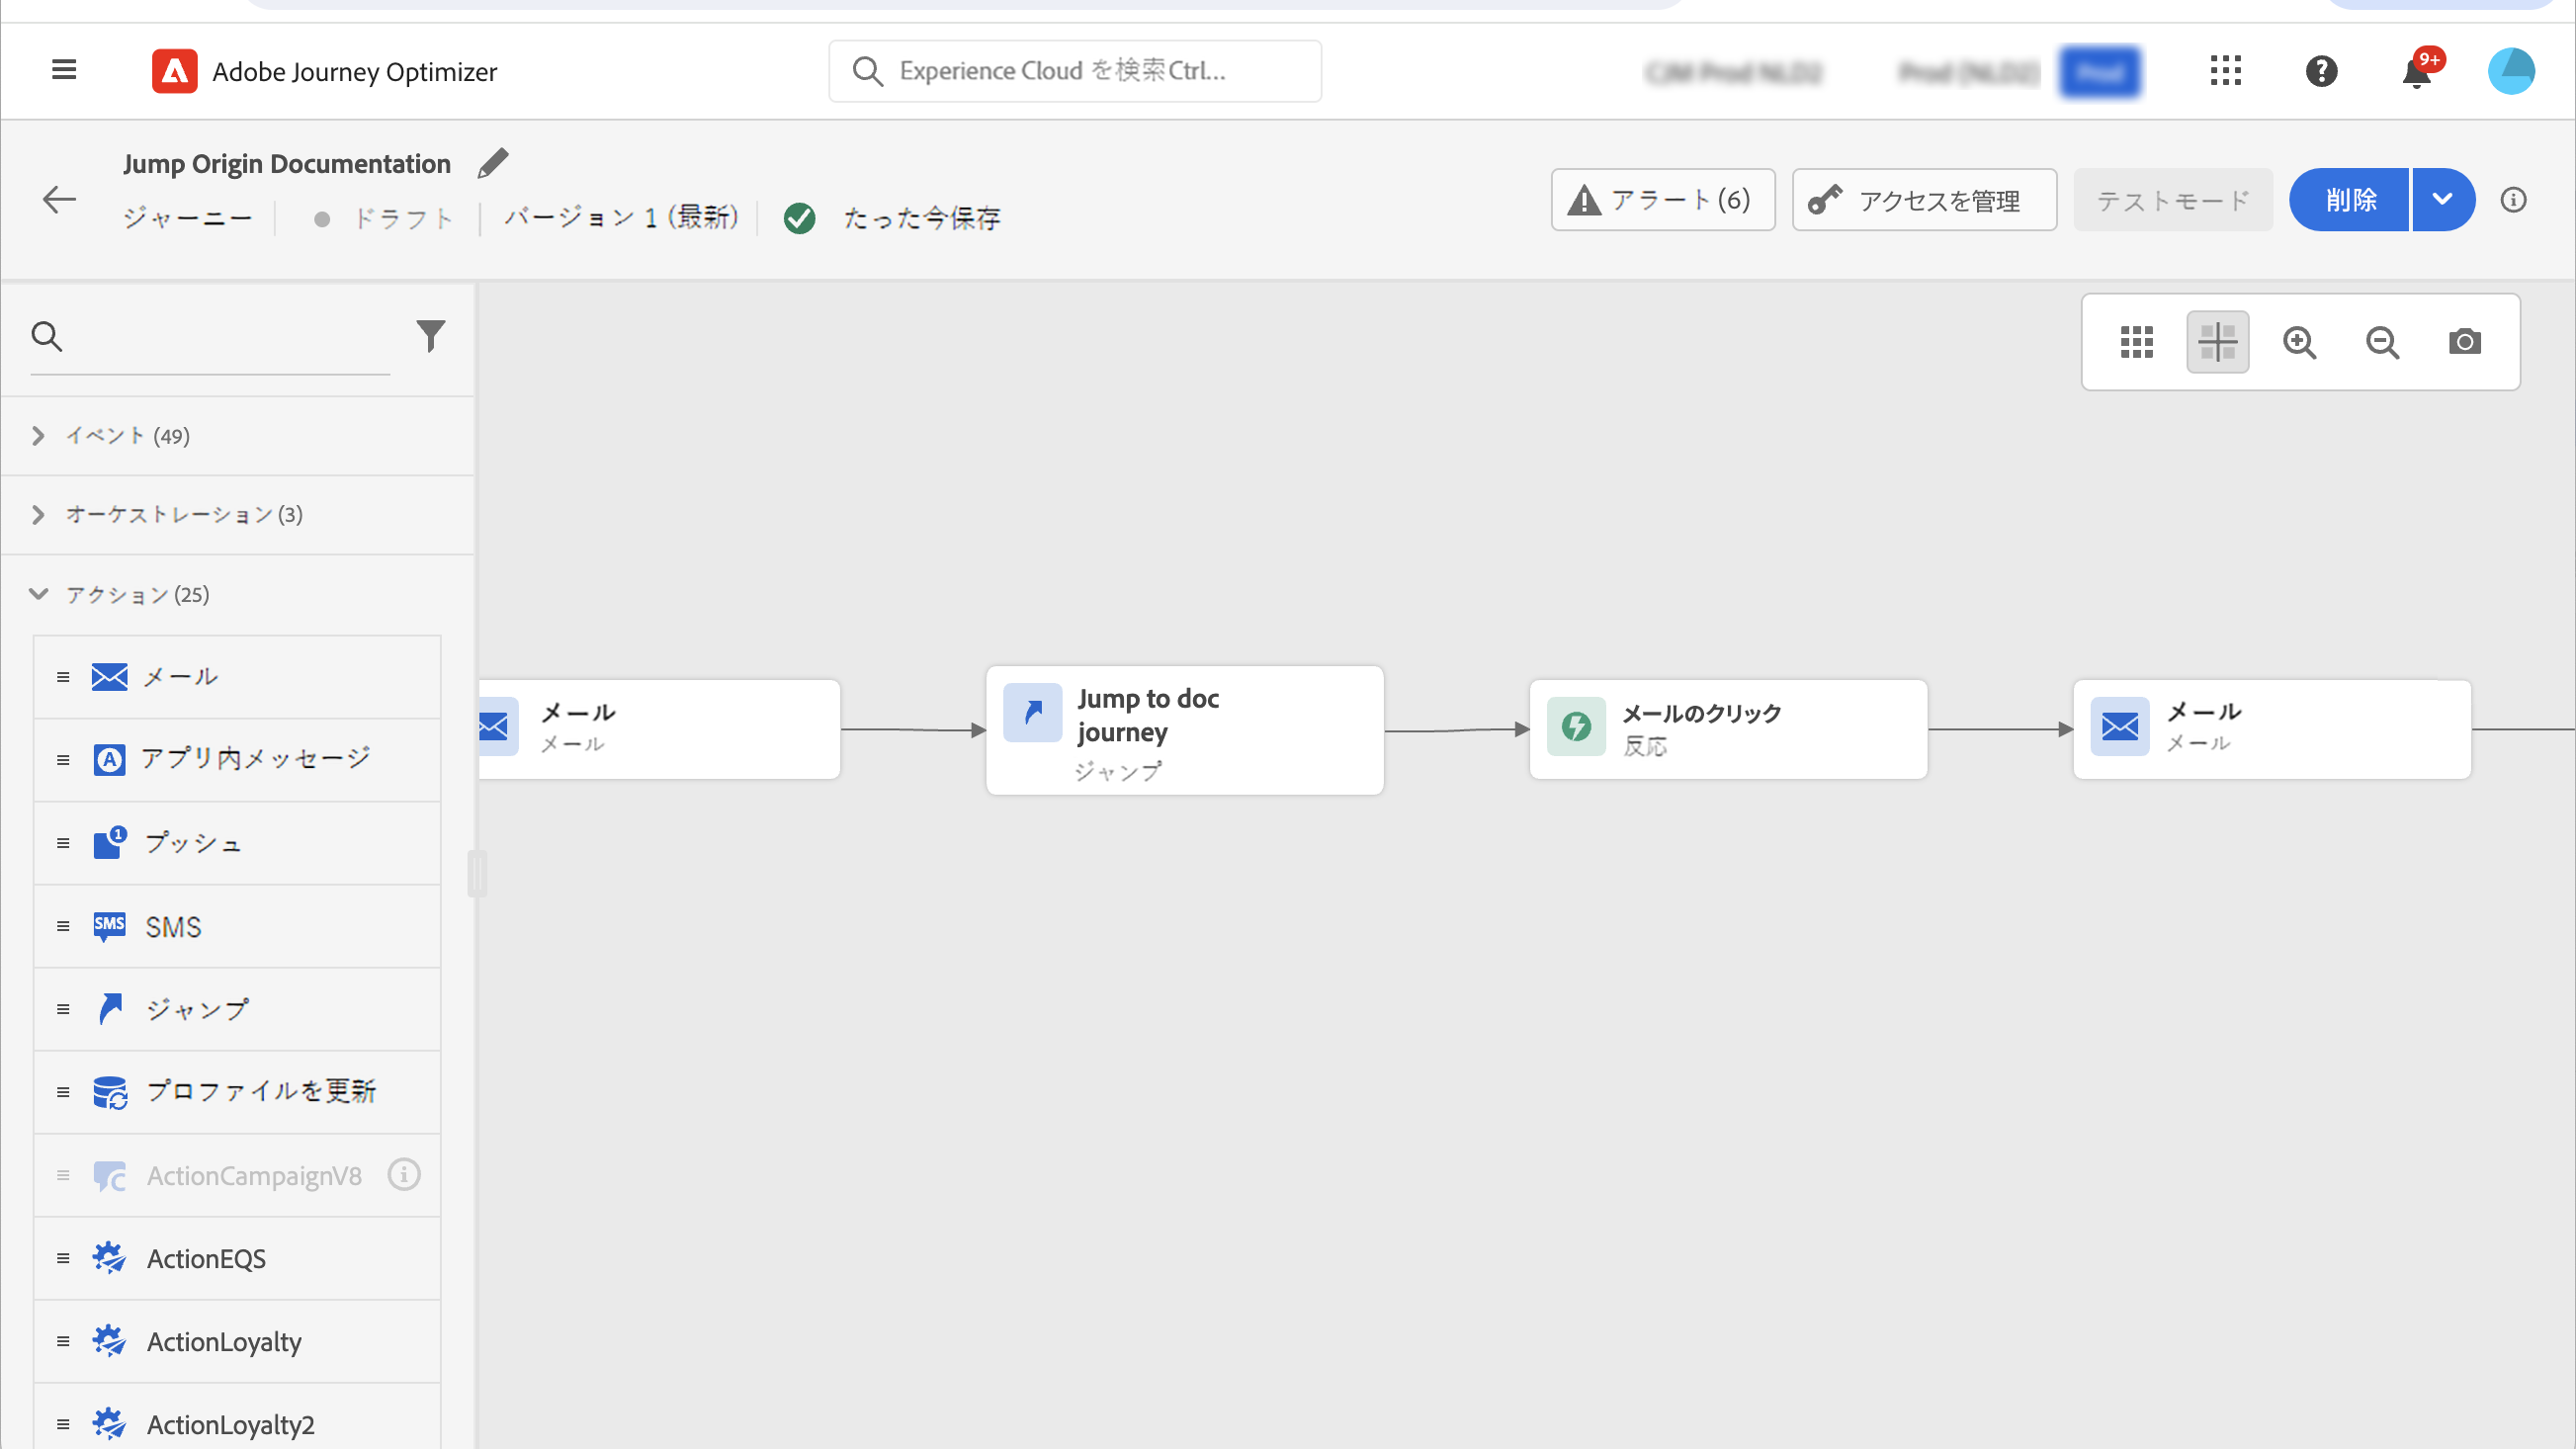 Adobe Journey Optimizer
Experience Cloud を検索Ctrl...
9+
Jump Origin Documentation
ジャーニー
ドラフト
バージョン 1 (最新)
たった今保存
アラート (6)
アクセスを管理
テストモード
削除
イベント (49)
オーケストレーション (3)
アクション (25)
メール
アプリ内メッセージ
プッシュ
SMS
SMS
ジャンプ
プロファイルを更新
ActionCampaignV8
ActionEQS
ActionLoyalty
ActionLoyalty2
メール
メール
Jump to doc
journey
ジャンプ
メールのクリック
反応
メール
メール